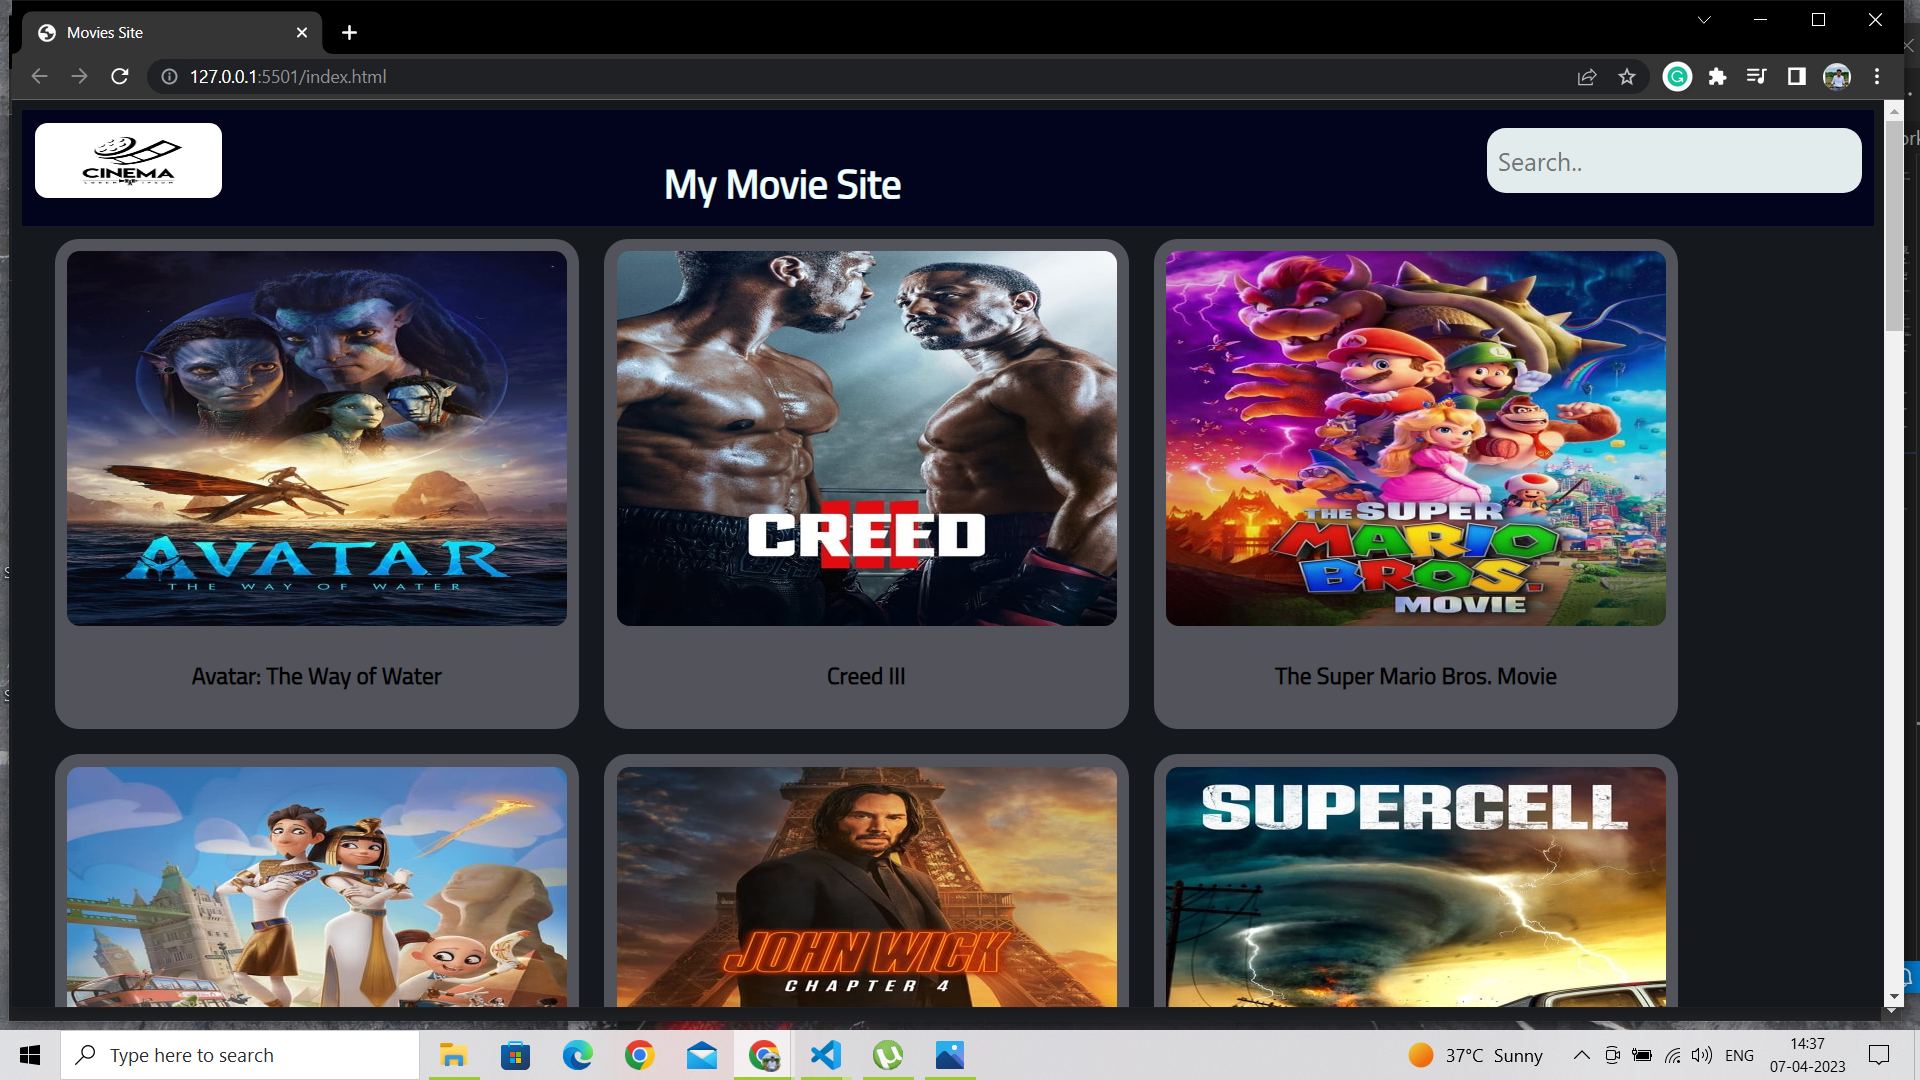 Movies Site
127.0.0.1:5501/index.html
CINEMA
My Movie Site
Search..
AVATAR
THE WAY OF WATER
CREED
III
THE SUPER
MARIO
BROS.
MOVIE
Avatar: The Way of Water
Creed III
The Super Mario Bros. Movie
JOHN WICK
CHAPTER 4
SUPERCELL
Type here to search
37°C Sunny
ENG
14:37
07-04-2023